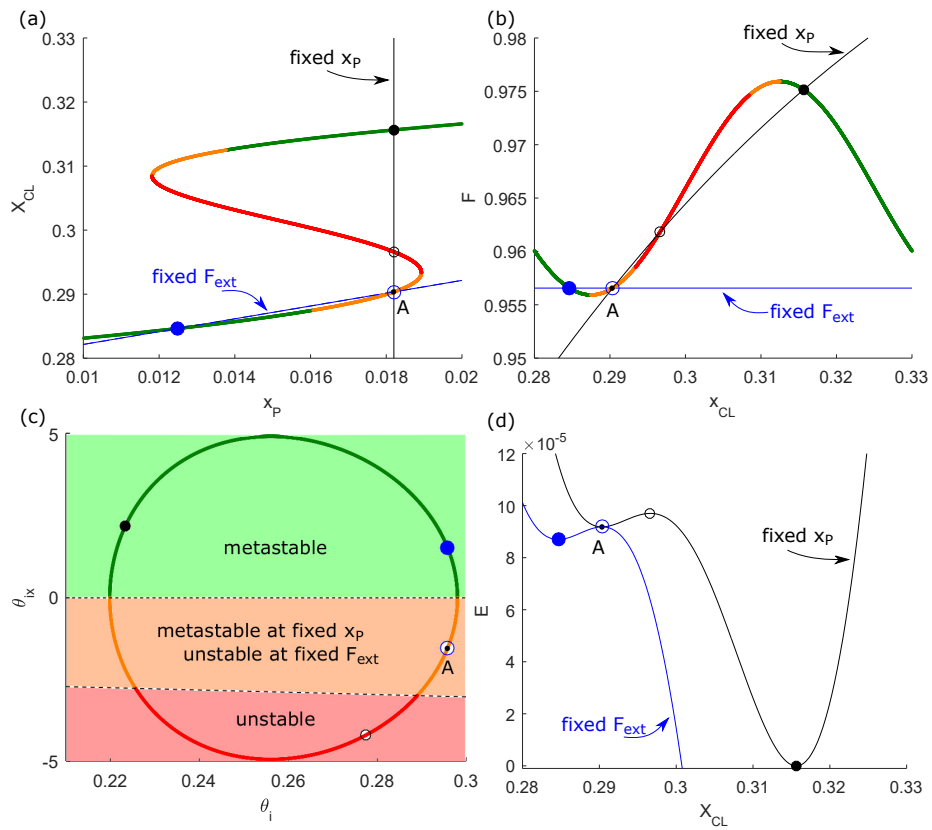 (a)
0.33
0.32
0.31
0.3
0.29
0.28
X_CL
fixed x_P
fixed F_ext
A
0.01
0.012
0.014
0.016
0.018
0.02
x_P
(b)
0.98
0.975
0.97
0.965
0.96
0.955
0.95
F
fixed x_P
fixed F_ext
A
0.28
0.29
0.3
0.31
0.32
0.33
x_CL
(c)
5
0
-5
θ_ix
metastable
metastable at fixed x_P
unstable at fixed F_ext
A
unstable
0.22
0.24
0.26
0.28
0.3
θ_i
(d)
×10^-5
12
10
8
6
4
2
0
E
A
fixed x_P
fixed F_ext
0.28
0.29
0.3
0.31
0.32
0.33
X_CL